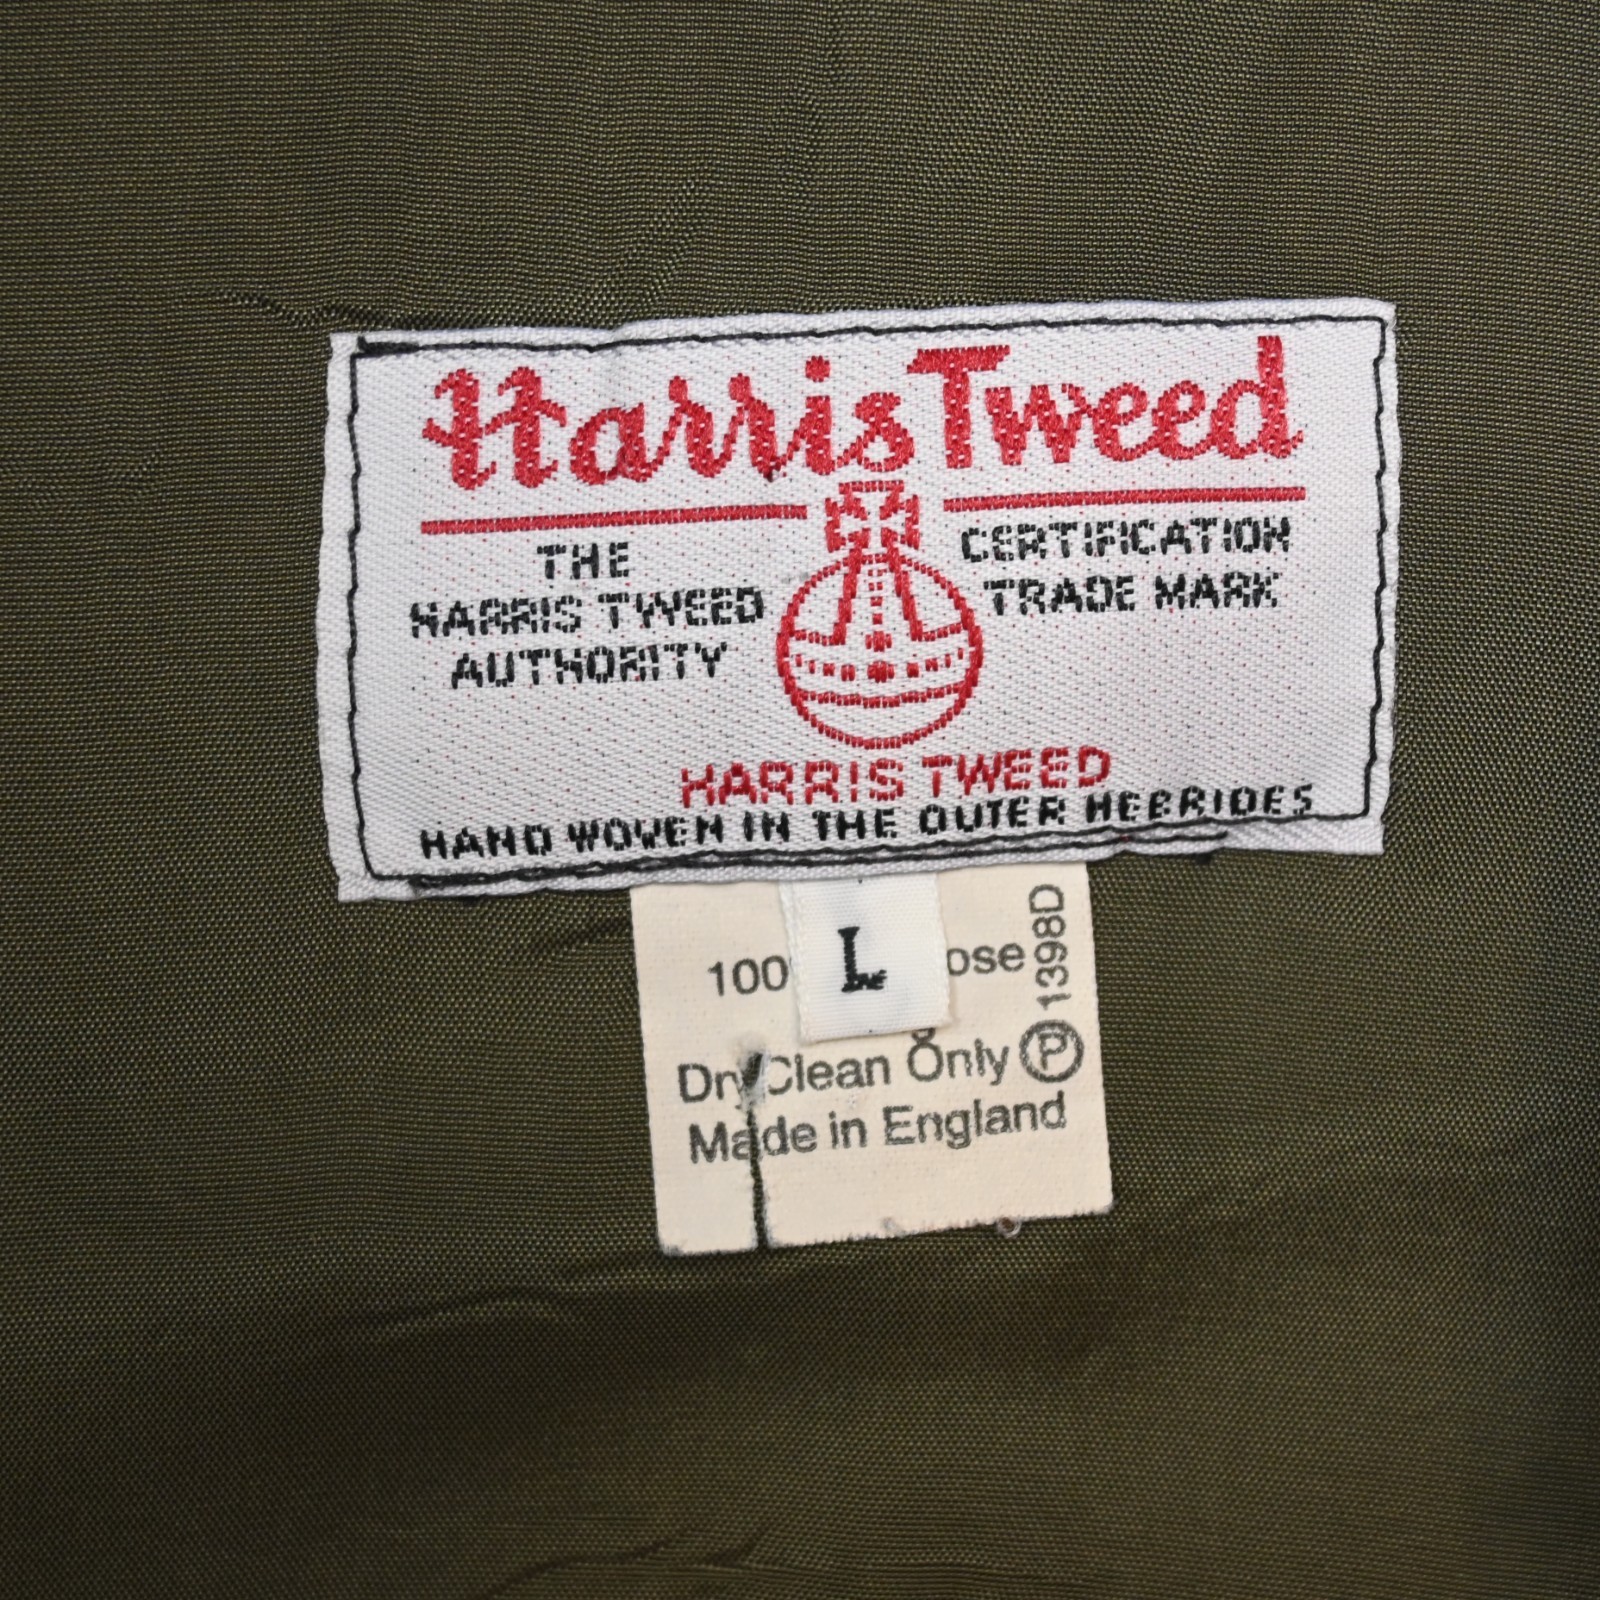 Harris Tweed
THE
HARRIS TWEED
AUTHORITY
CERTIFICATION
TRADE MARK
HARRIS TWEED
HAND WOVEN IN THE OUTER HEBRIDES
L
100
Dry Clean Only P
Made in England
1398D